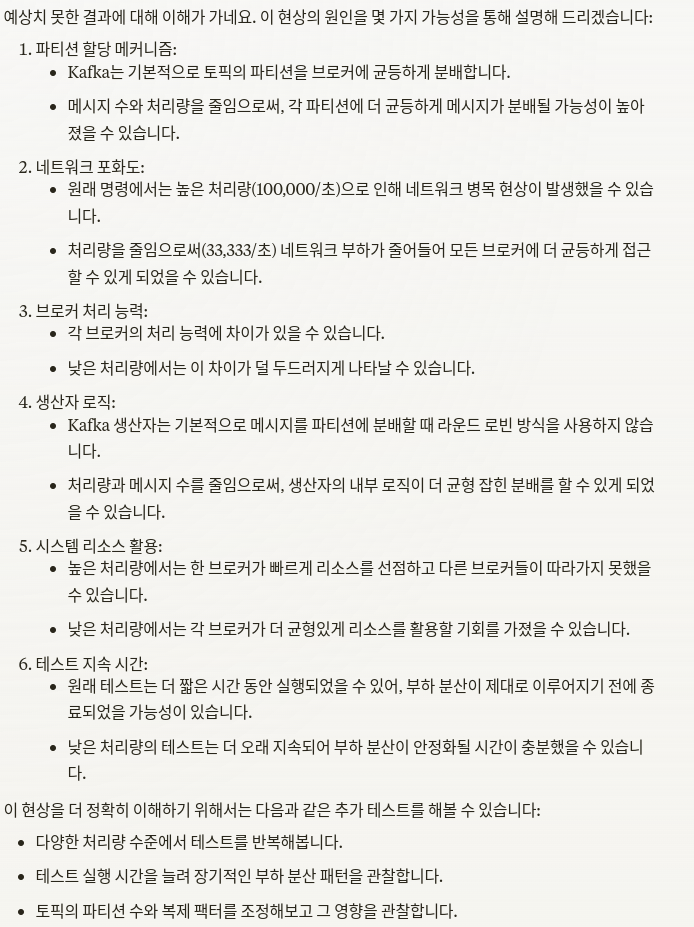 예상치 못한 결과에 대해 이해가 가네요. 이 현상의 원인을 몇 가지 가능성을 통해 설명해 드리겠습니다:
1. 파티션 할당 메커니즘:
• Kafka는 기본적으로 토픽의 파티션을 브로커에 균등하게 분배합니다.
• 메시지 수와 처리량을 줄임으로써, 각 파티션에 더 균등하게 메시지가 분배될 가능성이 높아
졌을 수 있습니다.
2. 네트워크 포화도:
• 원래 명령에서는 높은 처리량(100,000/초)으로 인해 네트워크 병목 현상이 발생했을 수 있습
니다.
• 처리량을 줄임으로써(33,333/초) 네트워크 부하가 줄어들어 모든 브로커에 더 균등하게 접근
할 수 있게 되었을 수 있습니다.
3. 브로커 처리 능력:
• 각 브로커의 처리 능력에 차이가 있을 수 있습니다.
• 낮은 처리량에서는 이 차이가 덜 두드러지게 나타날 수 있습니다.
4. 생산자 로직:
• Kafka 생산자는 기본적으로 메시지를 파티션에 분배할 때 라운드 로빈 방식을 사용하지 않습
니다.
• 처리량과 메시지 수를 줄임으로써, 생산자의 내부 로직이 더 균형 잡힌 분배를 할 수 있게 되었
을 수 있습니다.
5. 시스템 리소스 활용:
• 높은 처리량에서는 한 브로커가 빠르게 리소스를 선점하고 다른 브로커들이 따라가지 못했을
수 있습니다.
• 낮은 처리량에서는 각 브로커가 더 균형있게 리소스를 활용할 기회를 가졌을 수 있습니다.
6. 테스트 지속 시간:
• 원래 테스트는 더 짧은 시간 동안 실행되었을 수 있어, 부하 분산이 제대로 이루어지기 전에 종
료되었을 가능성이 있습니다.
• 낮은 처리량의 테스트는 더 오래 지속되어 부하 분산이 안정화될 시간이 충분했을 수 있습니
다.
이 현상을 더 정확히 이해하기 위해서는 다음과 같은 추가 테스트를 해볼 수 있습니다:
• 다양한 처리량 수준에서 테스트를 반복해봅니다.
• 테스트 실행 시간을 늘려 장기적인 부하 분산 패턴을 관찰합니다.
• 토픽의 파티션 수와 복제 팩터를 조정해보고 그 영향을 관찰합니다.